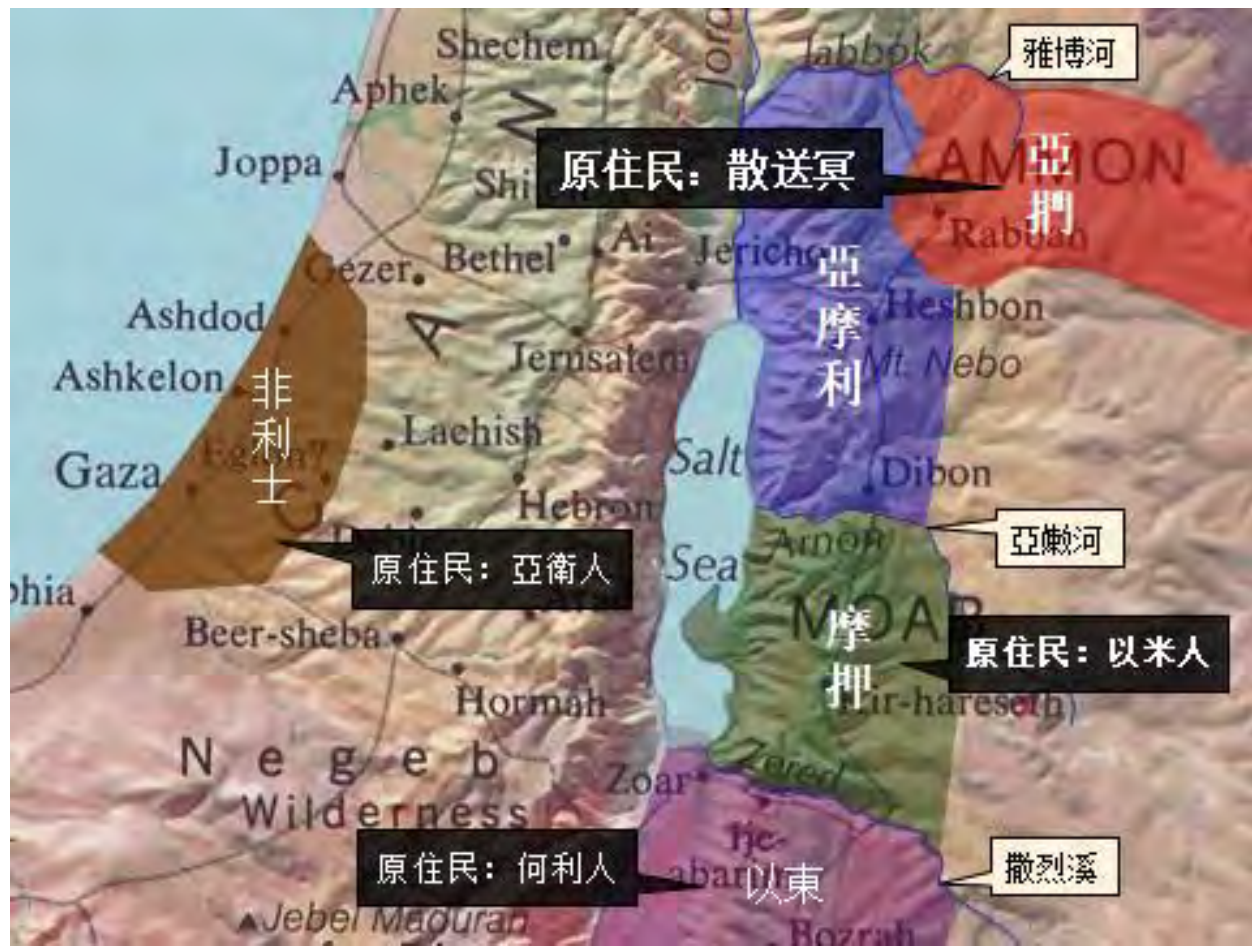 Shechem
Jabbok
雅博河
Aphek
N
原住民：散送冥
AMMON
亞捫
Joppa
Rabbah
Bethel
Ai
Jericho
Gezer
亞摩利
Ashdod
A
Heshbon
Jerusalem
Mt. Nebo
Ashkelon
非利士
Lachish
Salt
Gaza
Dibon
Hebron
Arnon
亞嫩河
原住民：亞衛人
Sea
MOAB
摩押
原住民：以米人
Beer-sheba
Hormah
Kir-hareseth
Negeb
Zoar
Zered
Wilderness
原住民：何利人
以東
撒烈溪
Jebel Madurah
Bozrah